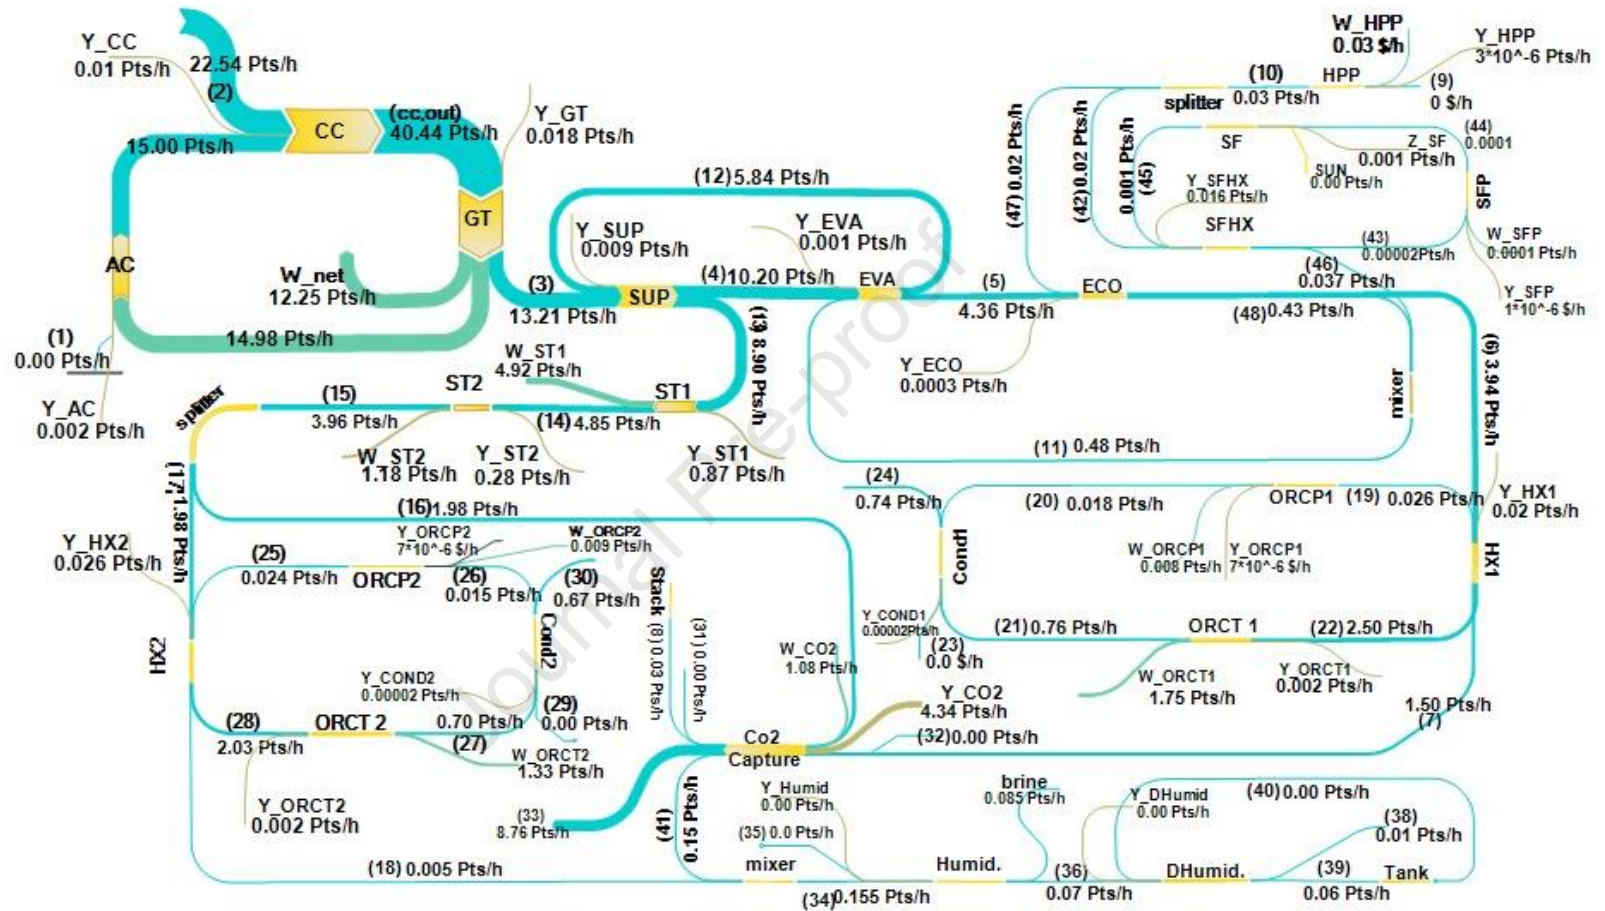 Y_CC
0.01 Pts/h
22.54 Pts/h
(2)
CC
(cc,out)
40.44 Pts/h
15.00 Pts/h
Y_GT
0.018 Pts/h
GT
AC
W_net
12.25 Pts/h
14.98 Pts/h
(1)
0.00 Pts/h
Y_AC
0.002 Pts/h
(3)
13.21 Pts/h
SUP
Y_SUP
0.009 Pts/h
(12) 5.84 Pts/h
Y_EVA
0.001 Pts/h
(4) 10.20 Pts/h
EVA
(5)
4.36 Pts/h
ECO
Y_ECO
0.0003 Pts/h
(13) 8.90 Pts/h
W_ST1
4.92 Pts/h
ST1
ST2
(14) 4.85 Pts/h
(15)
3.96 Pts/h
splitter
W_ST2
1.18 Pts/h
Y_ST2
0.28 Pts/h
Y_ST1
0.87 Pts/h
W_HPP
0.03 $/h
Y_HPP
3*10^-6 $/h
(10)
0.03 Pts/h
HPP
(9)
0 $/h
splitter
(47) 0.02 Pts/h
(42) 0.02 Pts/h
0.001 Pts/h
(45)
SF
(44)
0.0001
Z_SF
0.001 Pts/h
SUN
0.00 Pts/h
Y_SFHX
0.016 Pts/h
SFHX
SFP
W_SFP
0.0001 Pts/h
(43)
0.00002Pts/h
(46)
0.037 Pts/h
Y_SFP
1*10^-6 $/h
(48) 0.43 Pts/h
mixer
(6) 3.94 Pts/h
(11) 0.48 Pts/h
(24)
0.74 Pts/h
(20) 0.018 Pts/h
ORCP1
(19) 0.026 Pts/h
Y_HX1
0.02 Pts/h
HX1
W_ORCP1
0.008 Pts/h
Y_ORCP1
7*10^-6 $/h
Cond1
Y_COND1
0.00002Pts/h
(23)
0.0 $/h
(21) 0.76 Pts/h
ORCT 1
(22) 2.50 Pts/h
W_ORCT1
1.75 Pts/h
Y_ORCT1
0.002 Pts/h
1.50 Pts/h
(7)
(17) 1.98 Pts/h
(16) 1.98 Pts/h
Y_HX2
0.026 Pts/h
(25)
0.024 Pts/h
Y_ORCP2
7*10^-6 $/h
ORCP2
W_ORCP2
0.009 Pts/h
(26)
0.015 Pts/h
(30)
0.67 Pts/h
Cond2
HX2
Y_COND2
0.00002 Pts/h
(28)
2.03 Pts/h
ORCT 2
0.70 Pts/h
(27)
(29)
0.00 Pts/h
W_ORCT2
1.33 Pts/h
Y_ORCT2
0.002 Pts/h
Stack (8) 0.03 Pts/h
(31) 0.00 Pts/h
W_CO2
1.08 Pts/h
Y_CO2
4.34 Pts/h
(32) 0.00 Pts/h
Co2
Capture
(33)
8.76 Pts/h
(41)
0.15 Pts/h
Y_Humid
0.00 Pts/h
(35) 0.0 Pts/h
brine
0.085 Pts/h
Y_DHumid
0.00 Pts/h
(40) 0.00 Pts/h
(38)
0.01 Pts/h
(18) 0.005 Pts/h
mixer
(34) 0.155 Pts/h
Humid.
(36)
0.07 Pts/h
DHumid.
(39)
0.06 Pts/h
Tank
Journal Pre-proof